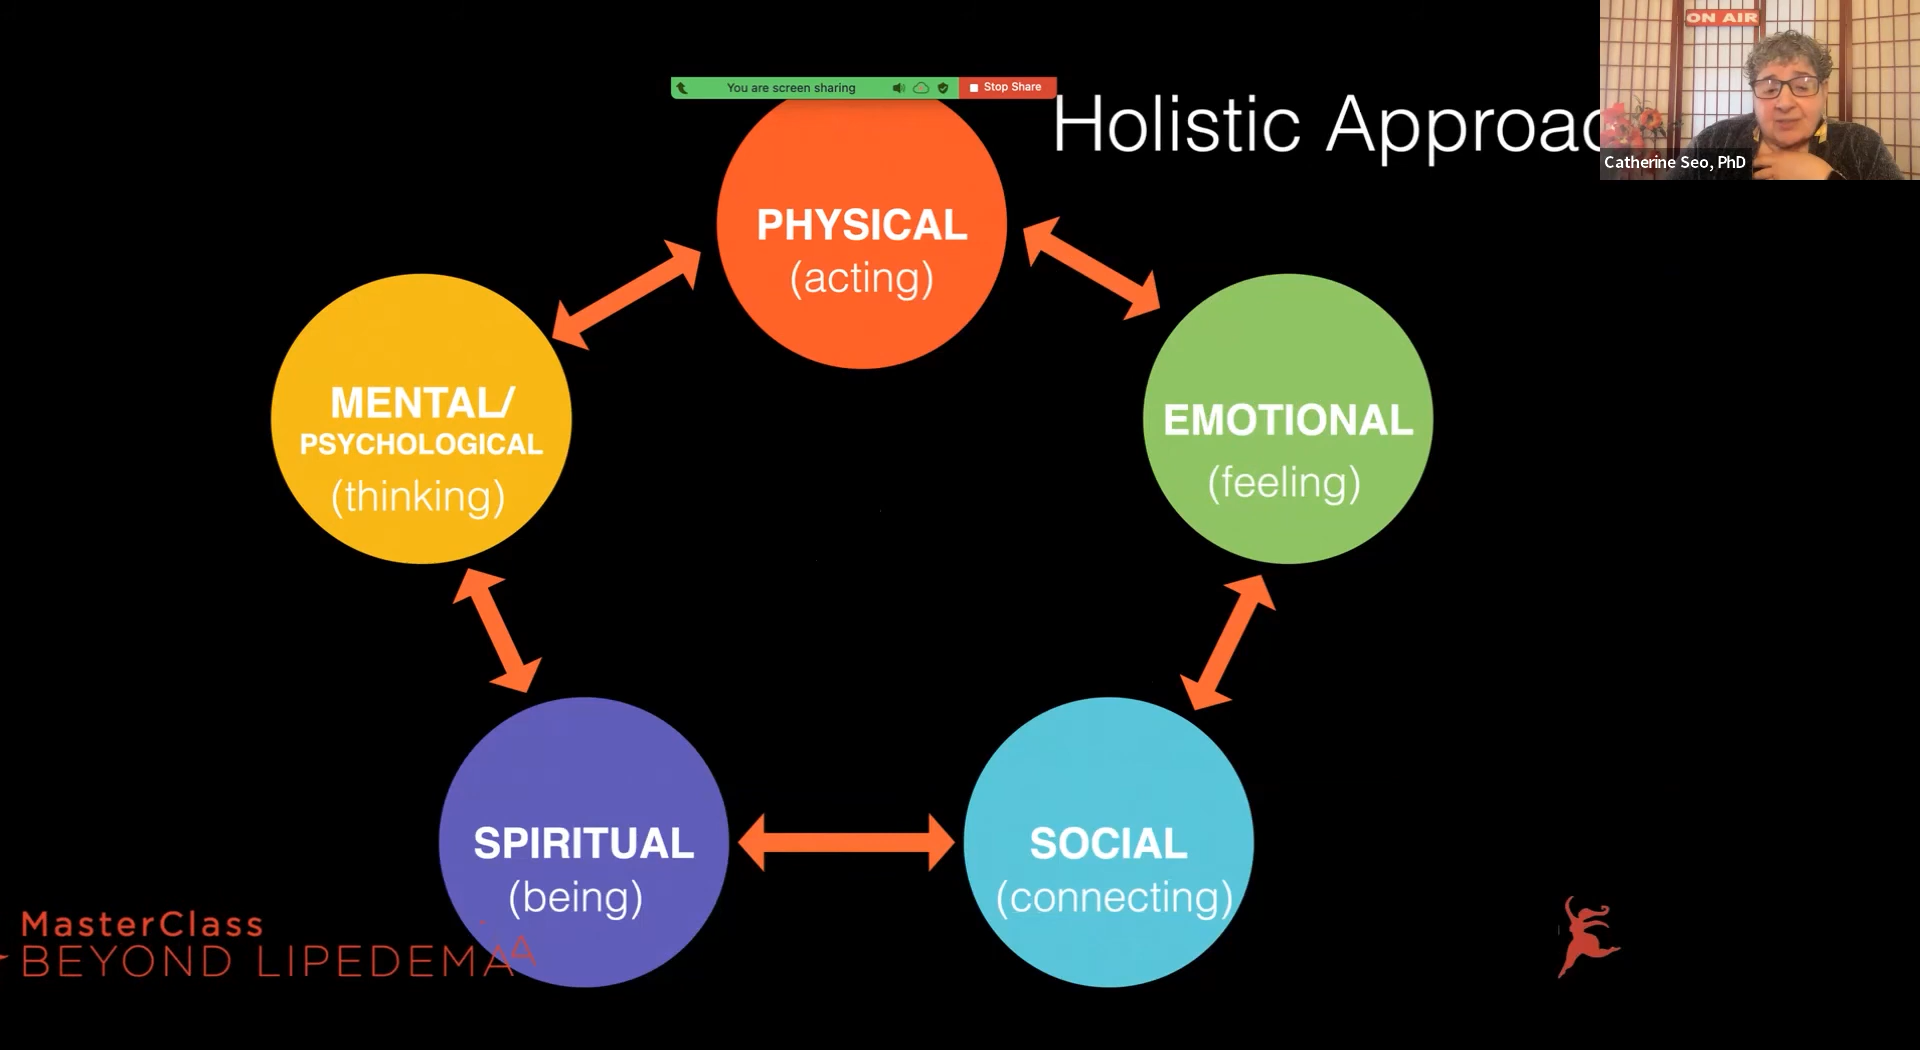 ON AIR
You are screen sharing
Stop Share
Holistic Approac
Catherine Seo, PhD
PHYSICAL
(acting)
MENTAL/
PSYCHOLOGICAL
(thinking)
EMOTIONAL
(feeling)
SPIRITUAL
(being)
SOCIAL
(connecting)
MasterClass
BEYOND LIPEDEMA